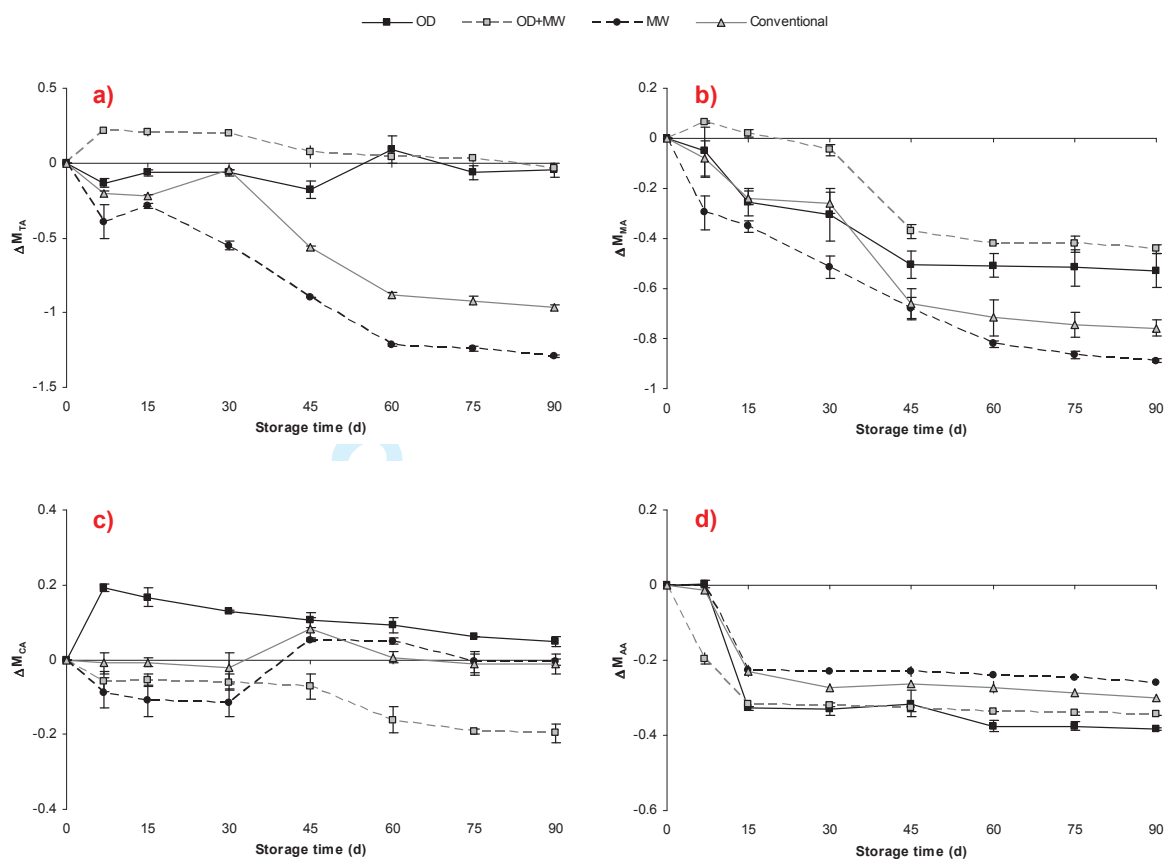 OD OD+MW MW Conventional
a)
0.5
0
-0.5
-1
-1.5
Δ M_TA
0 15 30 45 60 75 90
Storage time (d)
b)
0.2
0
-0.2
-0.4
-0.6
-0.8
-1
Δ M_MA
0 15 30 45 60 75 90
Storage time (d)
c)
0.4
0.2
0
-0.2
-0.4
Δ M_CA
0 15 30 45 60 75 90
Storage time (d)
d)
0.2
0
-0.2
-0.4
-0.6
Δ M_AA
0 15 30 45 60 75 90
Storage time (d)